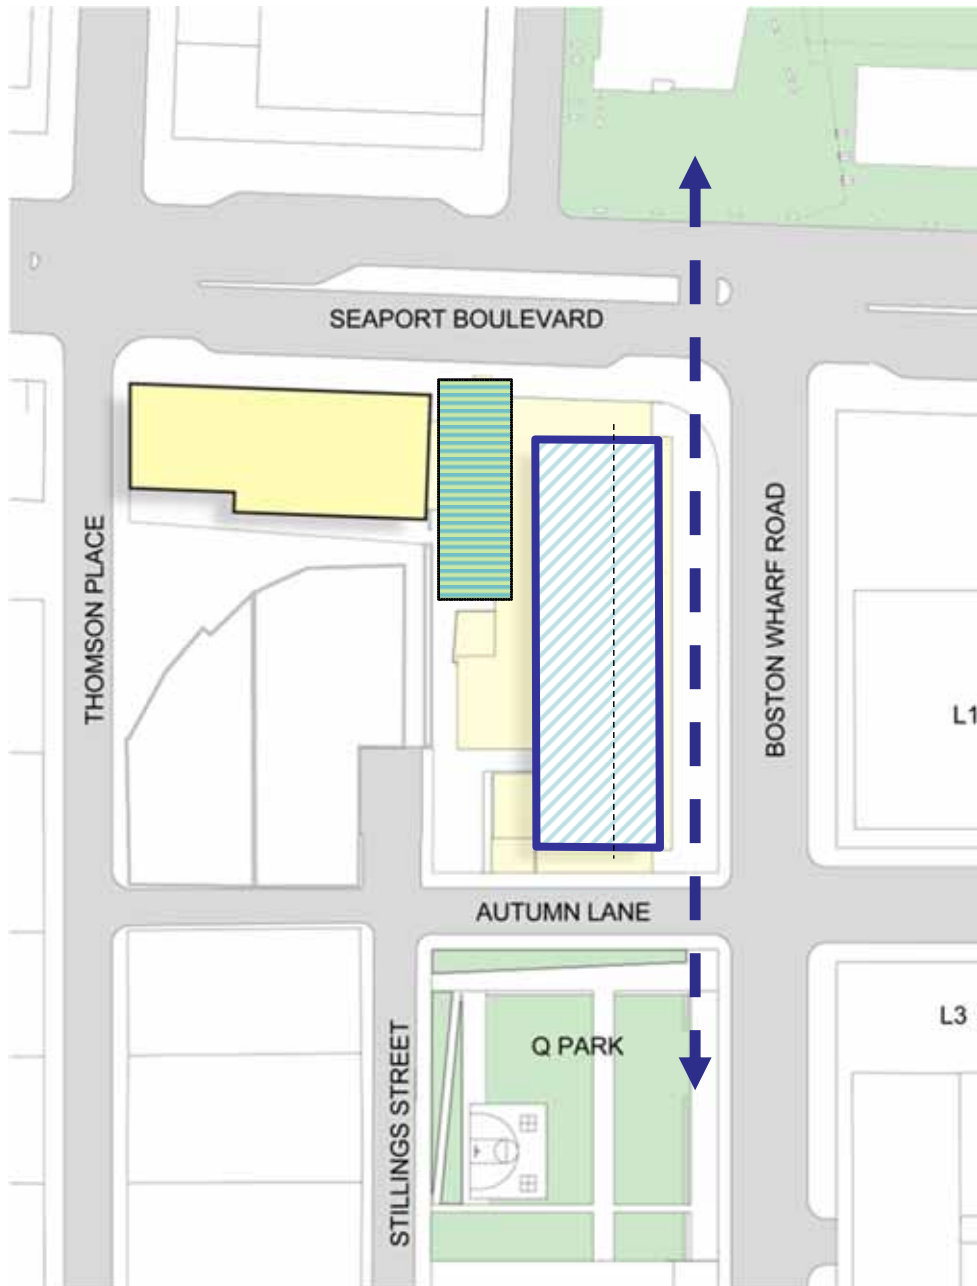 SEAPORT BOULEVARD
THOMSON PLACE
BOSTON WHARF ROAD
L1
AUTUMN LANE
L3
Q PARK
STILLINGS STREET